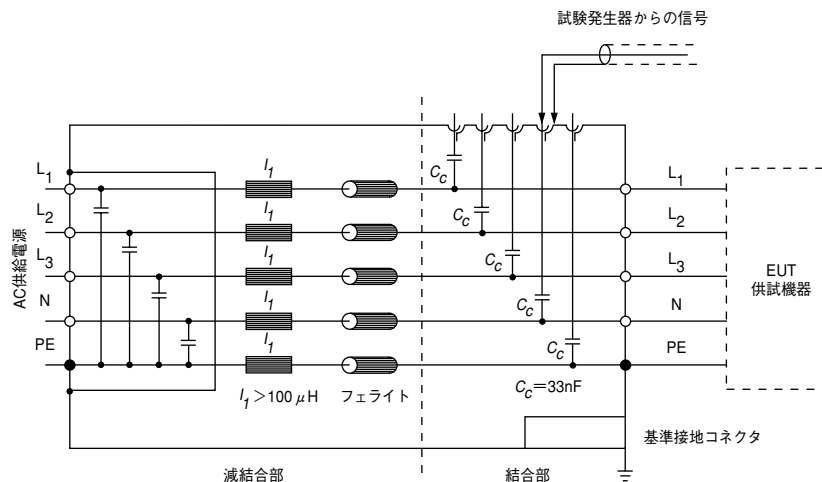 試験発生器からの信号
AC供給電源
L1
L2
L3
N
PE
l1
l1
l1
l1
l1
CC
CC
CC
CC
CC
L1
L2
L3
N
PE
EUT
供試機器
l1＞100μH
フェライト
CC＝33nF
基準接地コネクタ
減結合部
結合部